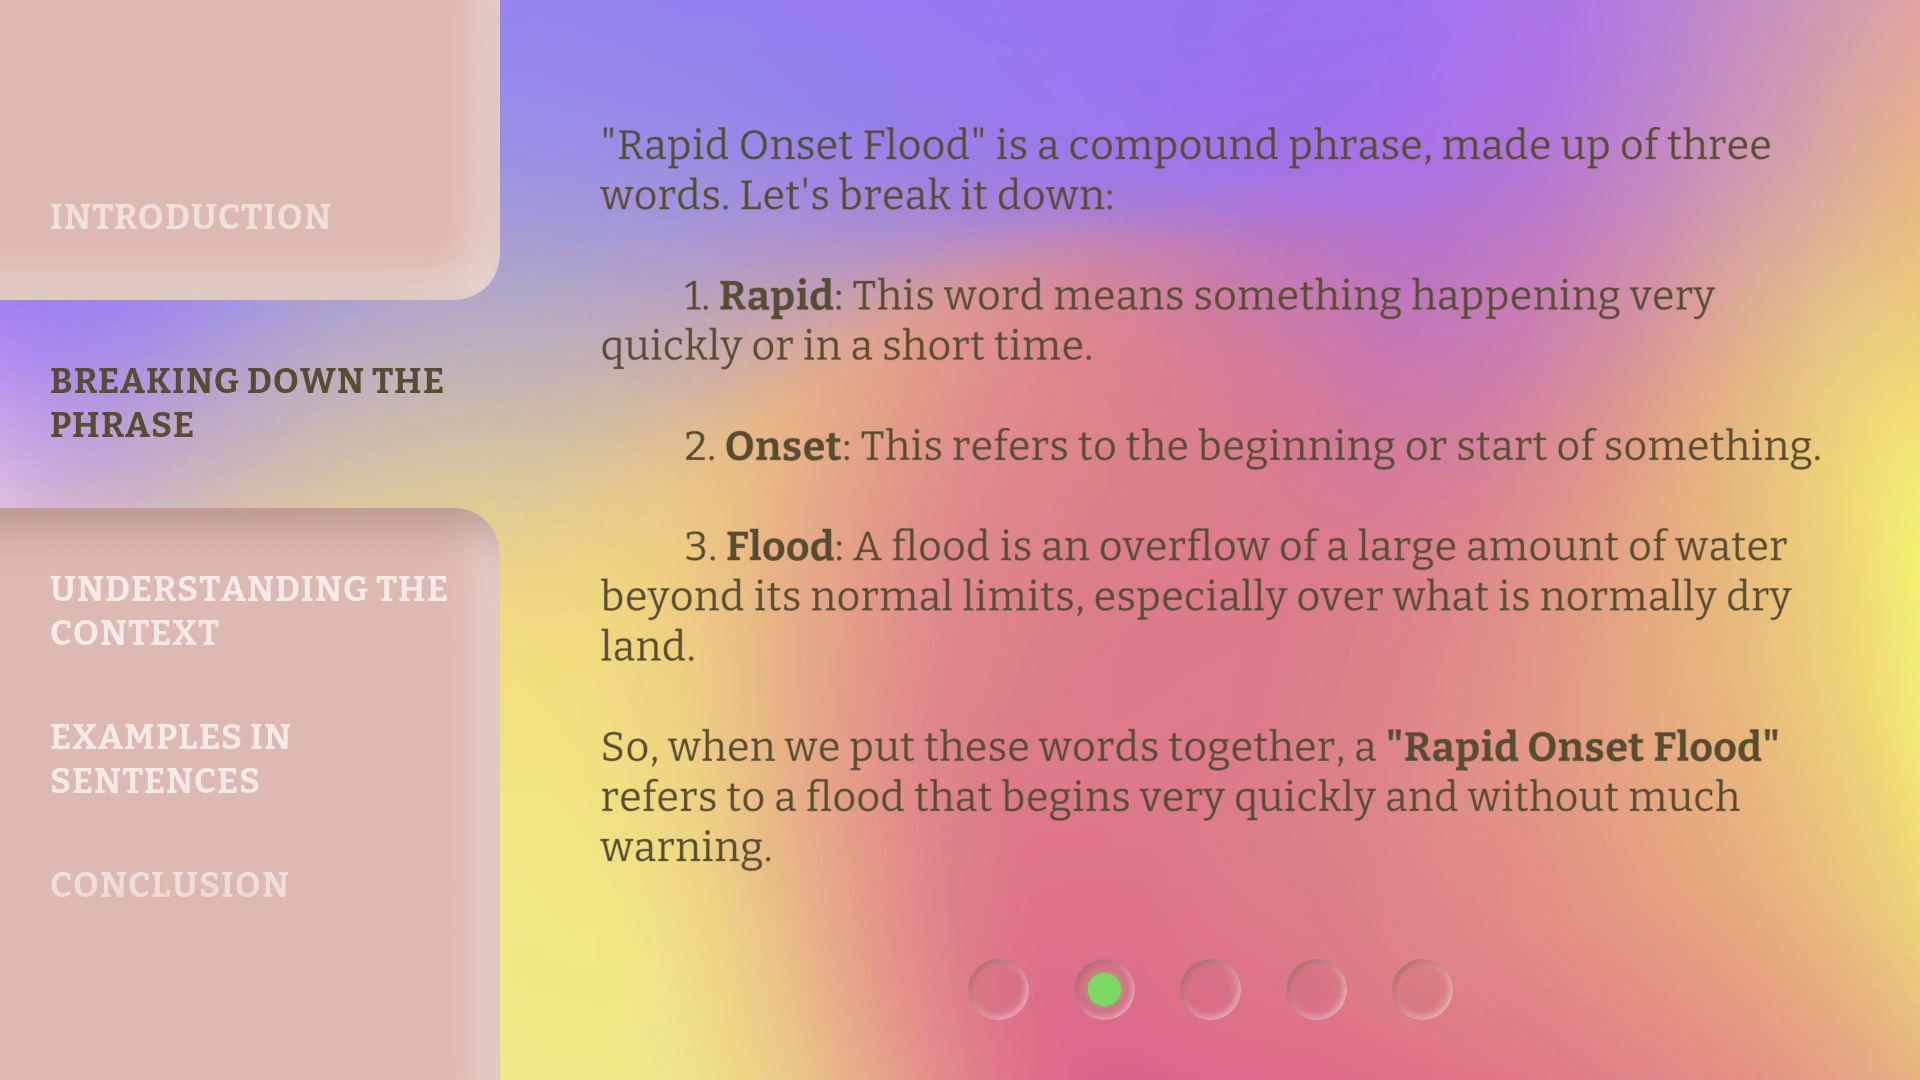 INTRODUCTION
BREAKING DOWN THE
PHRASE
UNDERSTANDING THE
CONTEXT
EXAMPLES IN
SENTENCES
CONCLUSION
"Rapid Onset Flood" is a compound phrase, made up of three
words. Let's break it down:
1. Rapid: This word means something happening very
quickly or in a short time.
2. Onset: This refers to the beginning or start of something.
3. Flood: A flood is an overflow of a large amount of water
beyond its normal limits, especially over what is normally dry
land.
So, when we put these words together, a "Rapid Onset Flood"
refers to a flood that begins very quickly and without much
warning.